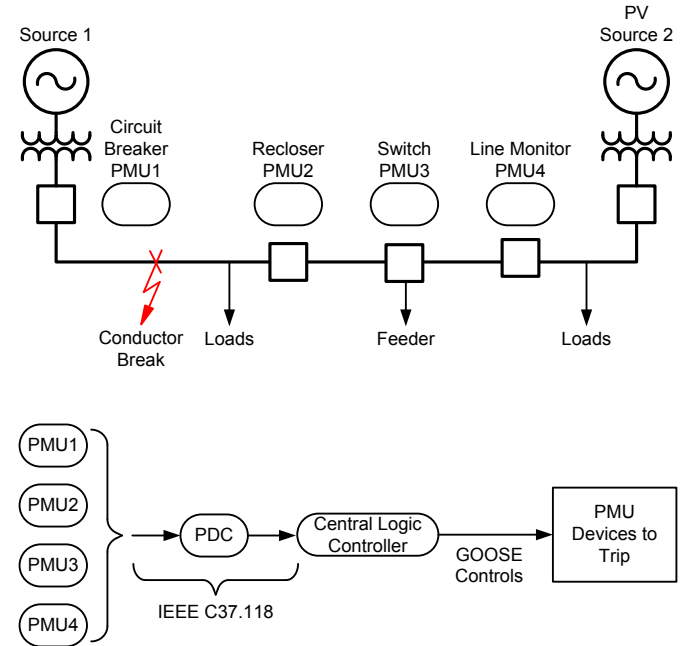 PV
Source 1
Source 2
Circuit
Breaker
PMU1
Recloser
PMU2
Switch
PMU3
Line Monitor
PMU4
Conductor
Break
Loads
Feeder
Loads
PMU1
PMU2
PMU3
PMU4
PDC
IEEE C37.118
Central Logic
Controller
GOOSE
Controls
PMU
Devices to
Trip